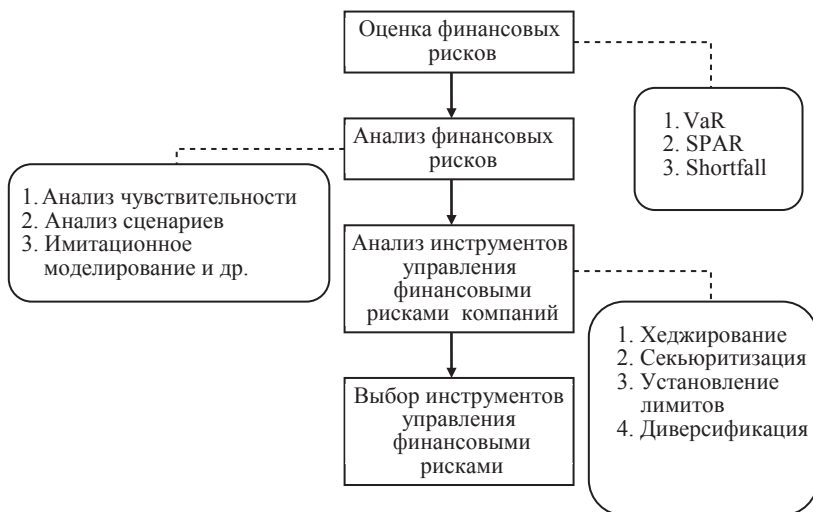 Оценка финансовых
рисков
1. VaR
2. SPAR
3. Shortfall
Анализ финансовых
рисков
1. Анализ чувствительности
2. Анализ сценариев
3. Имитационное
моделирование и др.
Анализ инструментов
управления
финансовыми
рисками компаний
1. Хеджирование
2. Секьюритизация
3. Установление
лимитов
4. Диверсификация
Выбор инструментов
управления
финансовыми
рисками